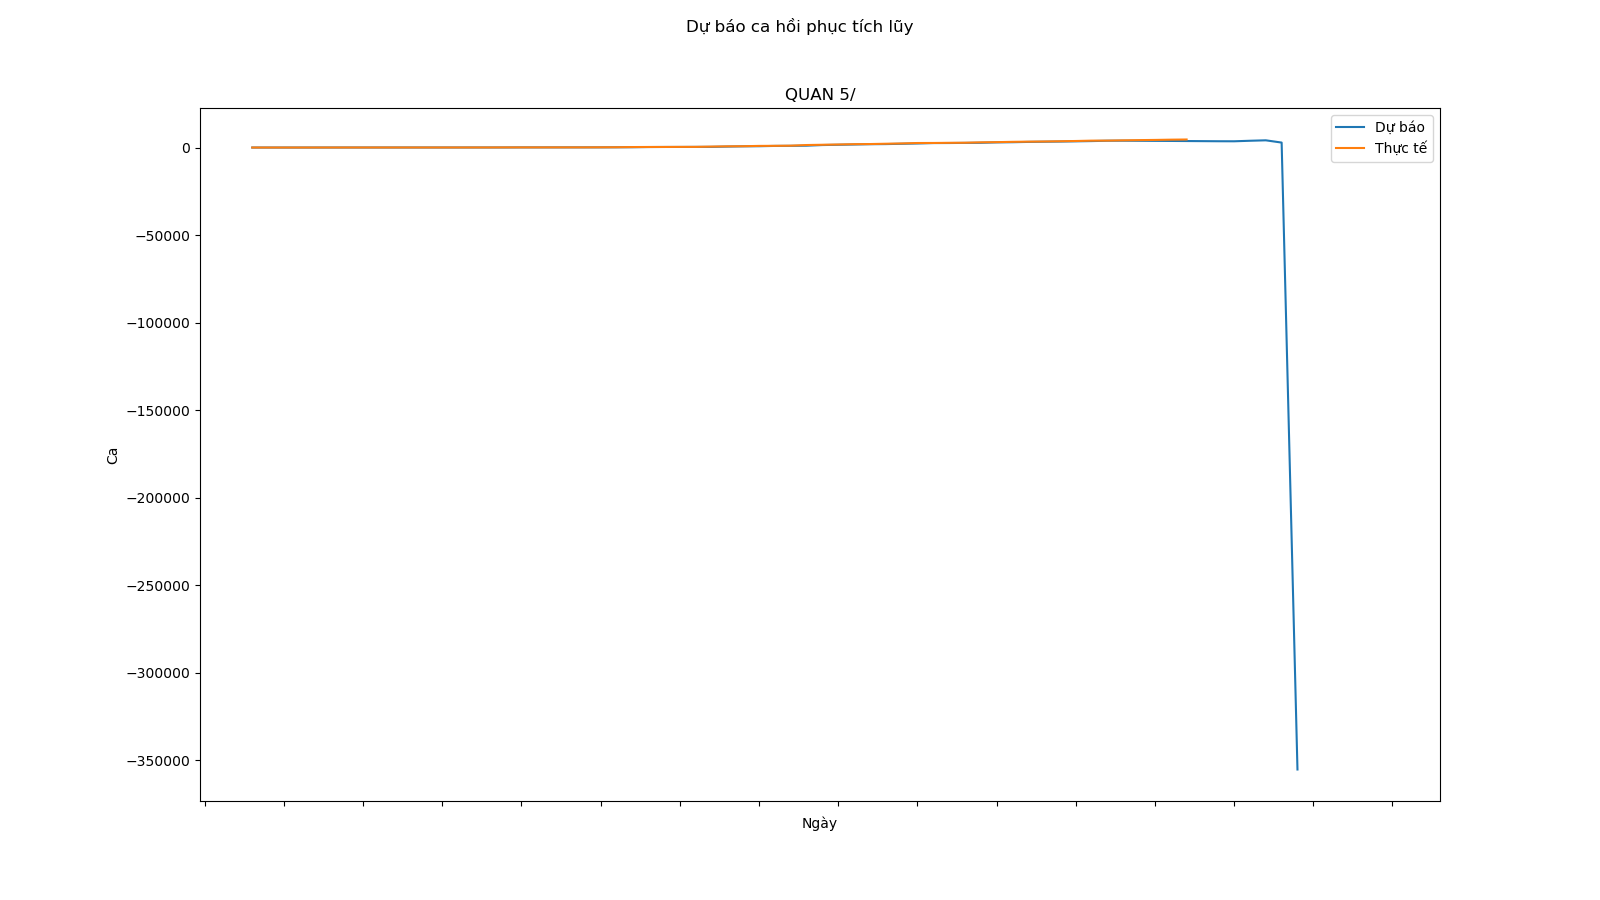 Dự báo ca hồi phục tích lũy
QUAN 5/
Dự báo
Thực tế
0
−50000
−100000
−150000
−200000
−250000
−300000
−350000
Ca
Ngày